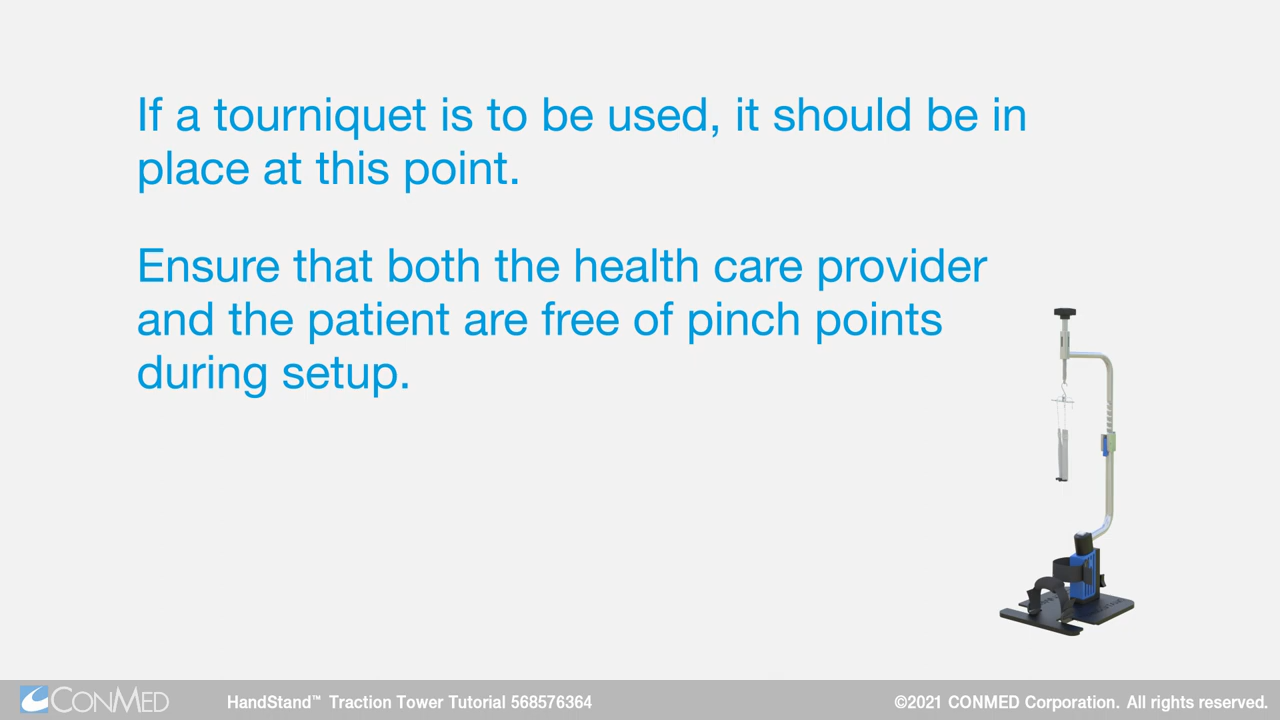 If a tourniquet is to be used, it should be in
place at this point.
Ensure that both the health care provider
and the patient are free of pinch points
during setup.
CONMED
HandStand™ Traction Tower Tutorial 568576364
©2021 CONMED Corporation. All rights reserved.